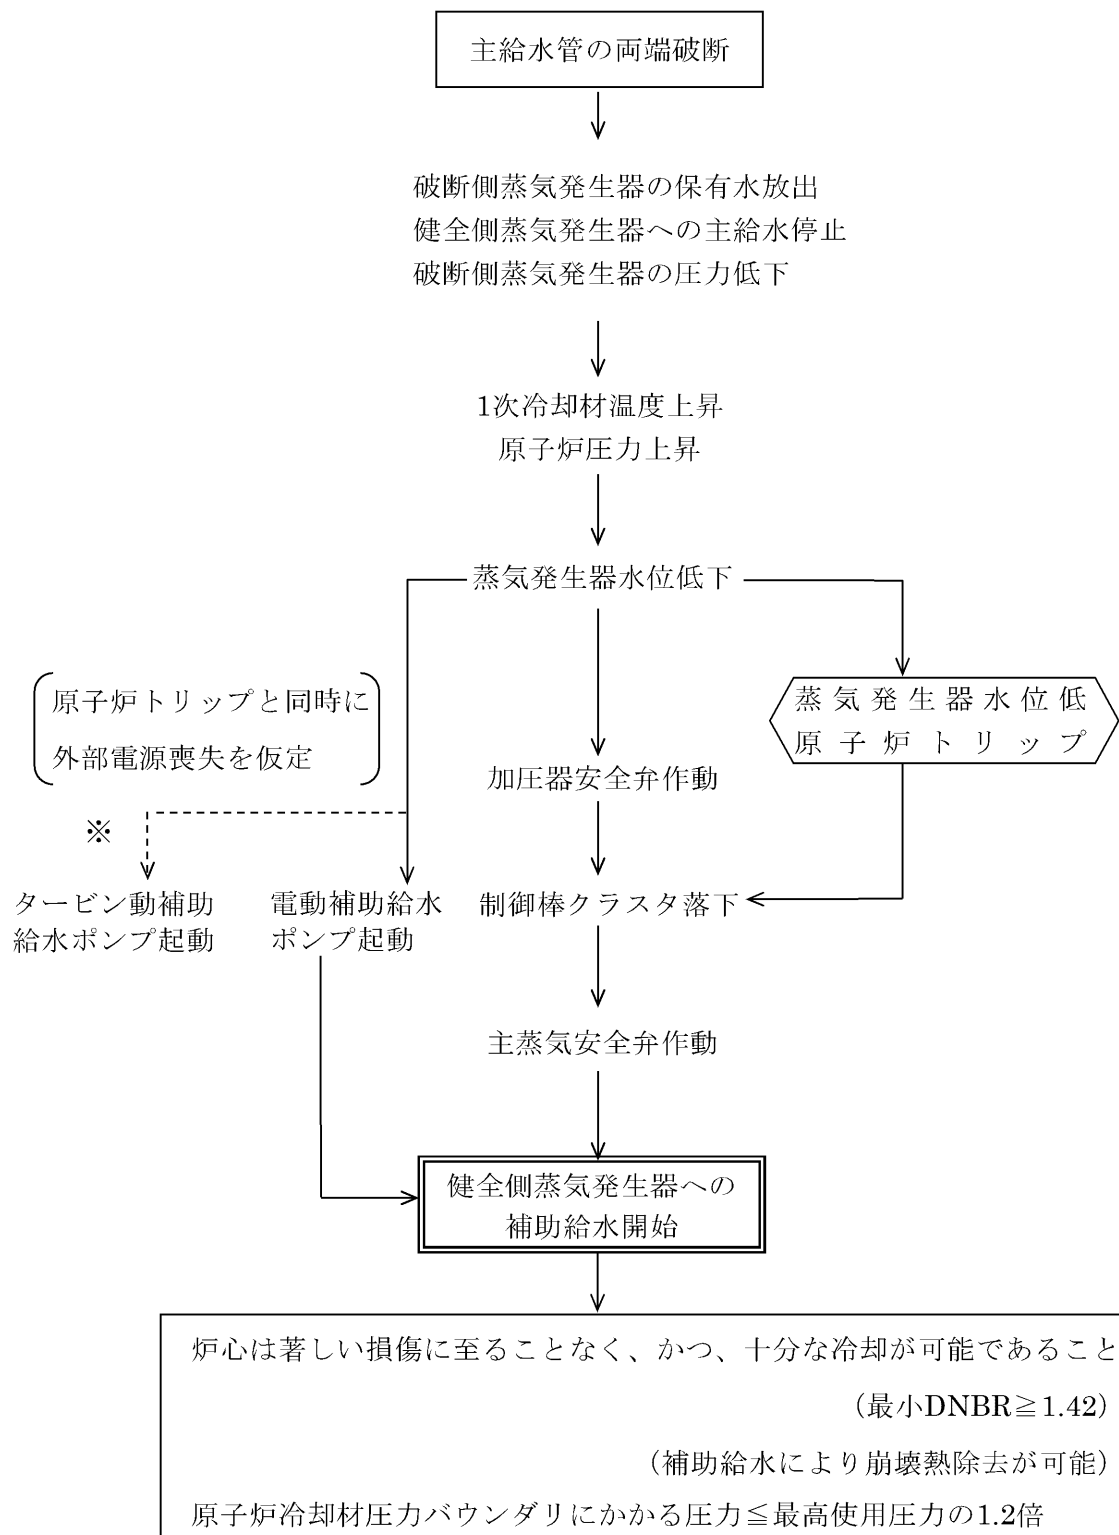 主給水管の両端破断
破断側蒸気発生器の保有水放出
健全側蒸気発生器への主給水停止
破断側蒸気発生器の圧力低下
1次冷却材温度上昇
原子炉圧力上昇
蒸気発生器水位低下
原子炉トリップと同時に
外部電源喪失を仮定
蒸気発生器水位低
原子炉トリップ
加圧器安全弁作動
※
タービン動補助
給水ポンプ起動
電動補助給水
ポンプ起動
制御棒クラスタ落下
主蒸気安全弁作動
健全側蒸気発生器への
補助給水開始
炉心は著しい損傷に至ることなく、かつ、十分な冷却が可能であること
（最小DNBR≧1.42）
（補助給水により崩壊熱除去が可能）
原子炉冷却材圧力バウンダリにかかる圧力≦最高使用圧力の1.2倍